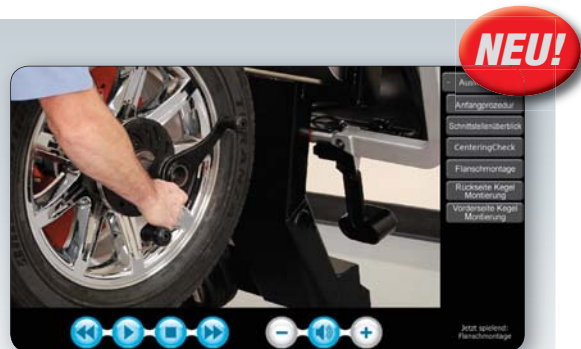 NEU!
Anfangprozedur
Schnittstellenüberblick
CenteringCheck
Flanschmontage
Rückseite Kegel
Montierung
Vorderseite Kegel
Montierung
Jetzt spielend:
Flanschmontage